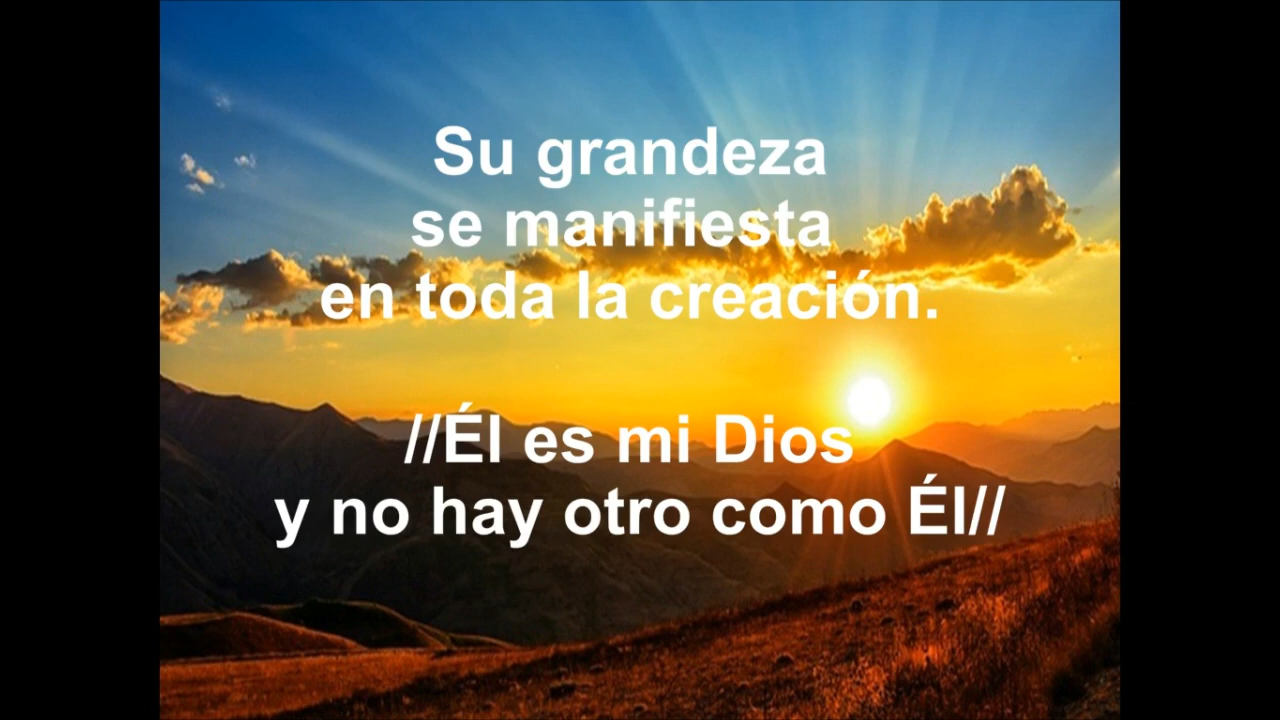 Su grandeza
se manifiesta
en toda la creación.
//Él es mi Dios
y no hay otro como Él//